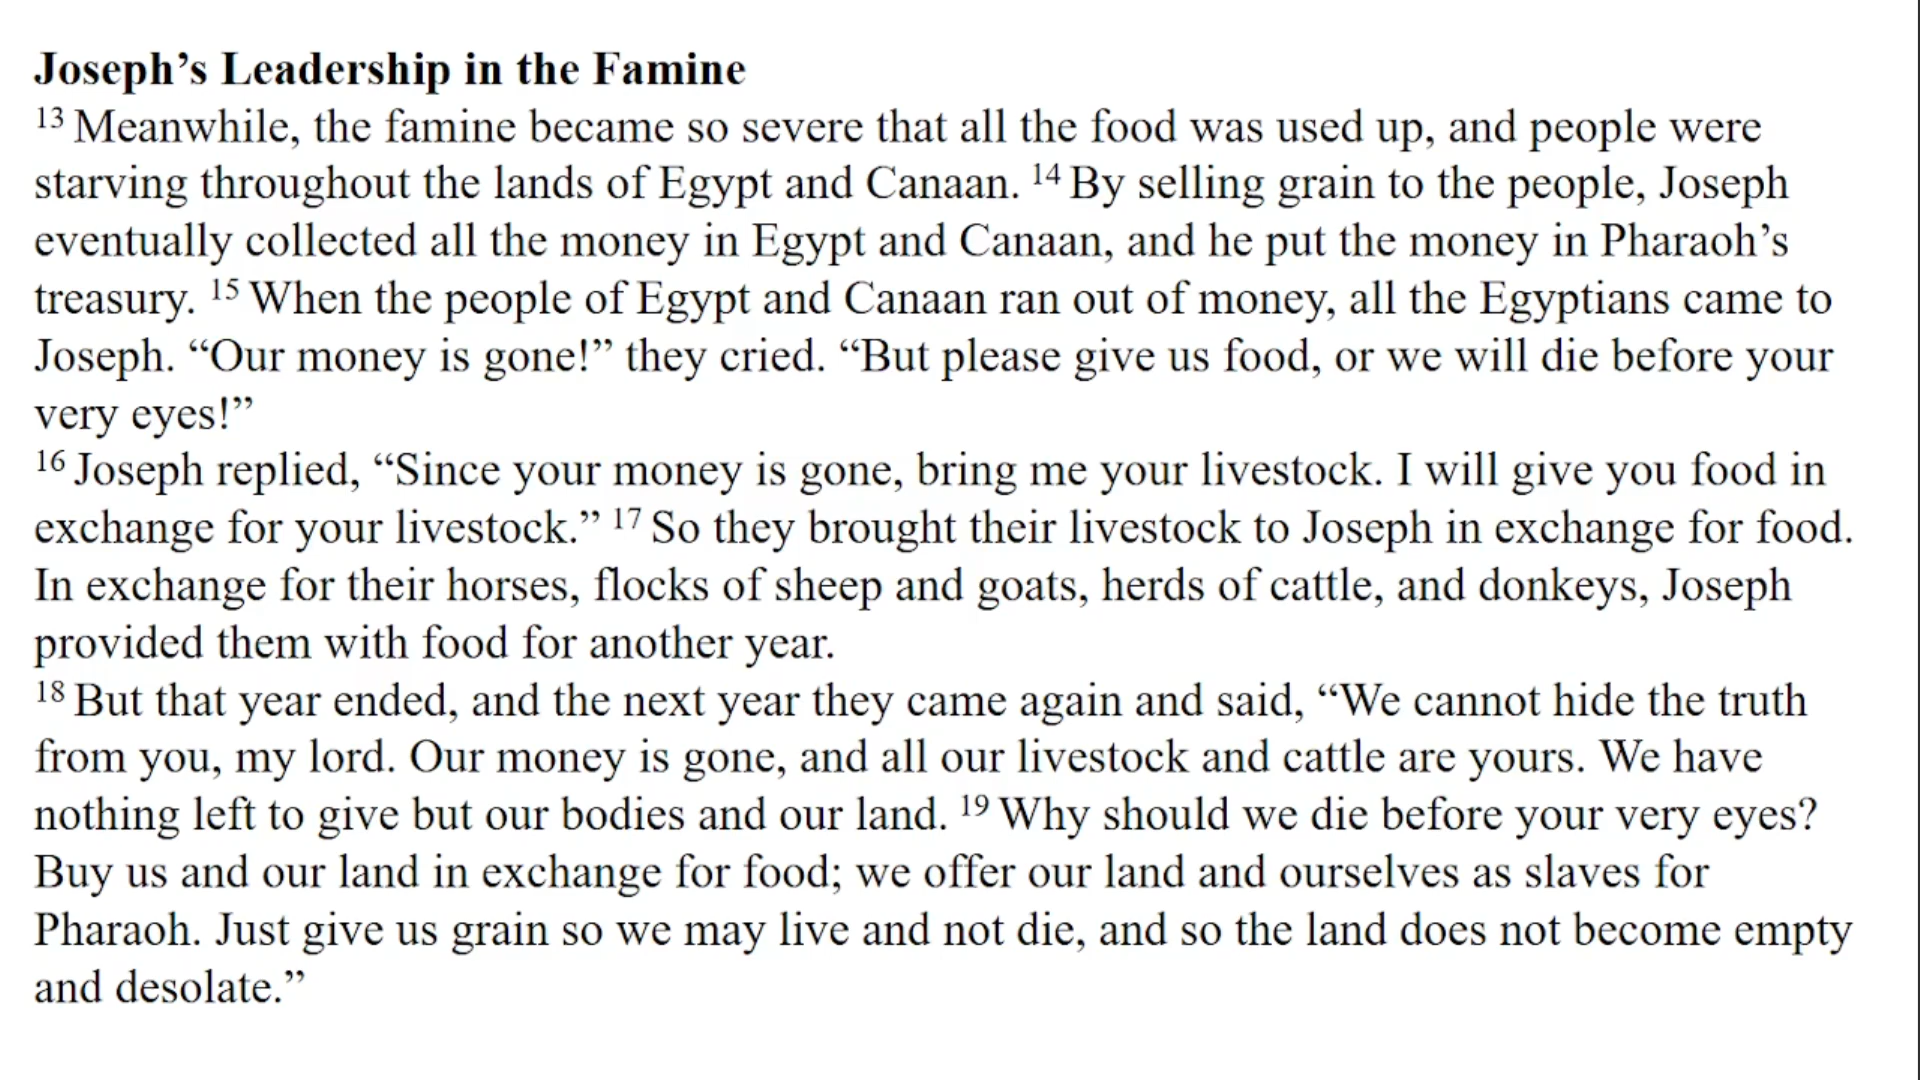 Joseph’s Leadership in the Famine
13 Meanwhile, the famine became so severe that all the food was used up, and people were
starving throughout the lands of Egypt and Canaan. 14 By selling grain to the people, Joseph
eventually collected all the money in Egypt and Canaan, and he put the money in Pharaoh’s
treasury. 15 When the people of Egypt and Canaan ran out of money, all the Egyptians came to
Joseph. “Our money is gone!” they cried. “But please give us food, or we will die before your
very eyes!”
16 Joseph replied, “Since your money is gone, bring me your livestock. I will give you food in
exchange for your livestock.” 17 So they brought their livestock to Joseph in exchange for food.
In exchange for their horses, flocks of sheep and goats, herds of cattle, and donkeys, Joseph
provided them with food for another year.
18 But that year ended, and the next year they came again and said, “We cannot hide the truth
from you, my lord. Our money is gone, and all our livestock and cattle are yours. We have
nothing left to give but our bodies and our land. 19 Why should we die before your very eyes?
Buy us and our land in exchange for food; we offer our land and ourselves as slaves for
Pharaoh. Just give us grain so we may live and not die, and so the land does not become empty
and desolate.”